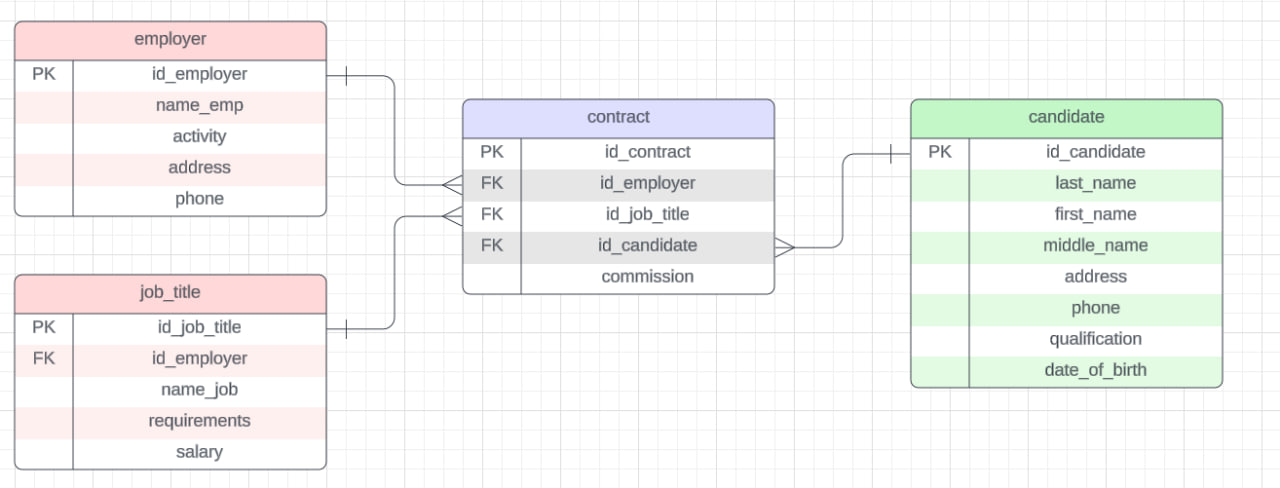 employer
PK id_employer
name_emp
activity
address
phone
job_title
PK id_job_title
FK id_employer
name_job
requirements
salary
contract
PK id_contract
FK id_employer
FK id_job_title
FK id_candidate
commission
candidate
PK id_candidate
last_name
first_name
middle_name
address
phone
qualification
date_of_birth